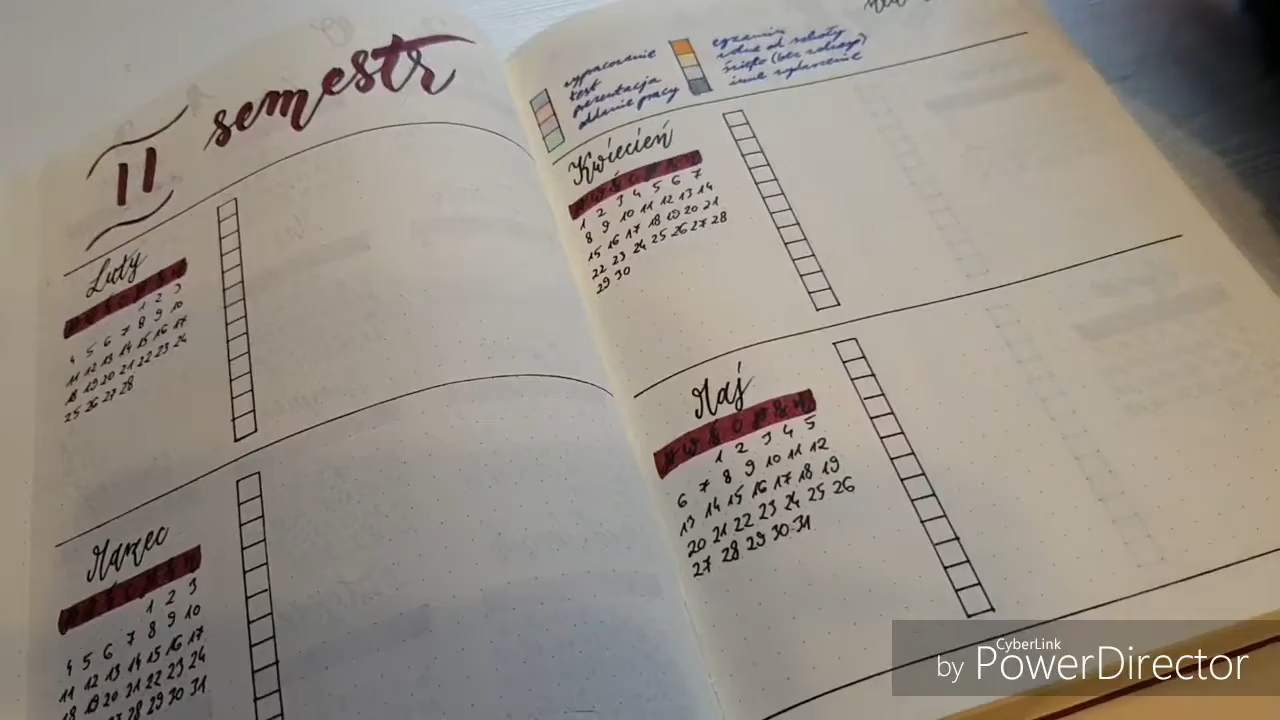 II semestr
Luty
1 2 3
4 5 6 7 8 9 10
11 12 13 14 15 16 17
18 19 20 21 22 23 24
25 26 27 28
Marzec
1 2 3
4 5 6 7 8 9 10
11 12 13 14 15 16 17
18 19 20 21 22 23 24
27 28 29 30 31
wypracowanie
test
prezentacja
oddanie pracy
egzamin
wolne od szkoły
święto (bez wolnego)
inne wydarzenie
Kwiecień
1 2 3 4 5 6 7
8 9 10 11 12 13 14
15 16 17 18 19 20 21
22 23 24 25 26 27 28
29 30
Maj
P W Ś C P S N
1 2 3 4 5
6 7 8 9 10 11 12
13 14 15 16 17 18 19
20 21 22 23 24 25 26
27 28 29 30 31
CyberLink
by PowerDirector